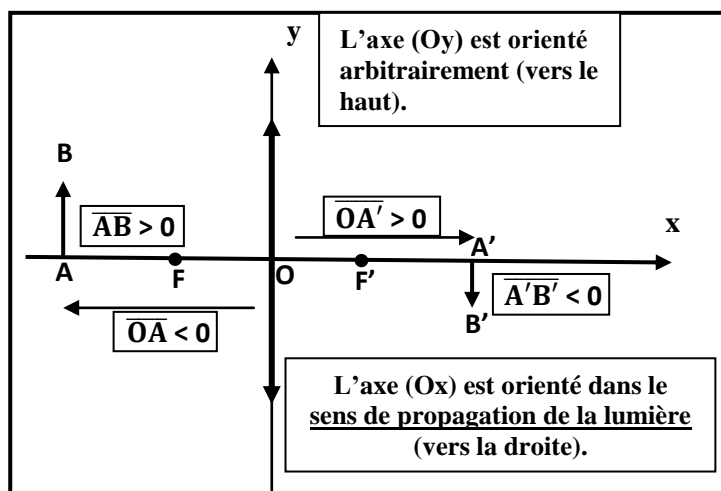 y
L'axe (Oy) est orienté
arbitrairement (vers le
haut).
B
AB > 0
OA' > 0
x
A
F
O
F'
A'
A'B' < 0
B'
OA < 0
L'axe (Ox) est orienté dans le
sens de propagation de la lumière
(vers la droite).